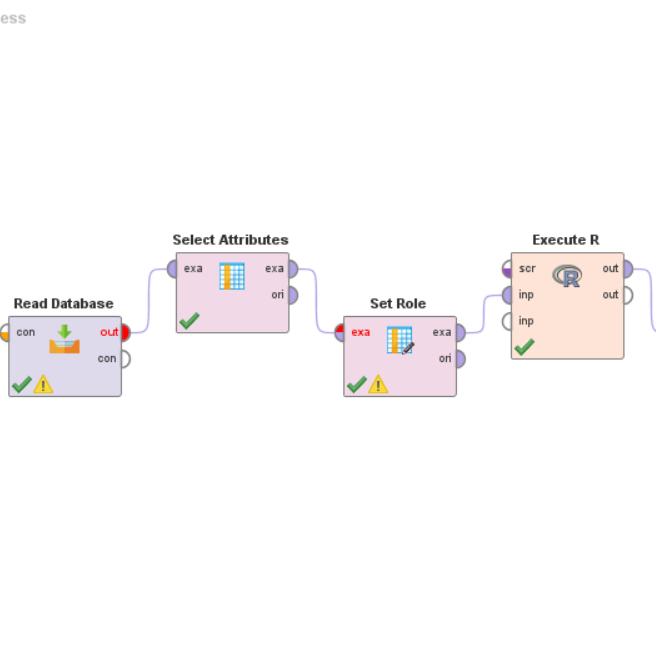 ess
Read Database
con
out
con
Select Attributes
exa
exa
ori
Set Role
exa
exa
ori
Execute R
scr
out
inp
out
inp
R